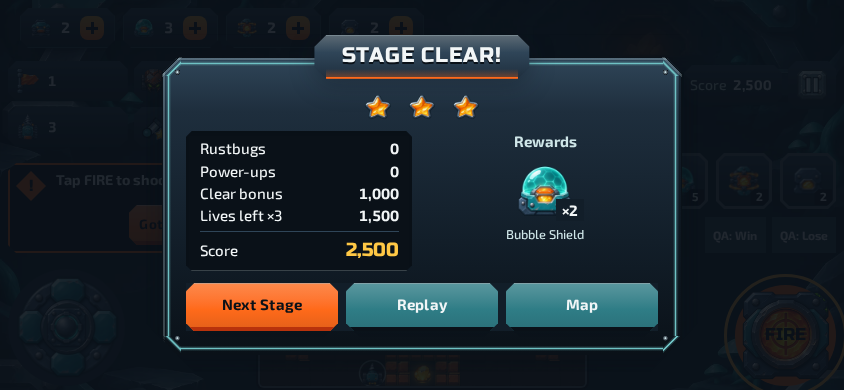 2
3
2
2
STAGE CLEAR!
1
Score 2,500
3
Rustbugs 0
Power-ups 0
Clear bonus 1,000
Lives left ×3 1,500
Score 2,500
Rewards
×2
Bubble Shield
Tap FIRE to shoo
Got
5
2
2
QA: Win
QA: Lose
Next Stage
Replay
Map
FIRE